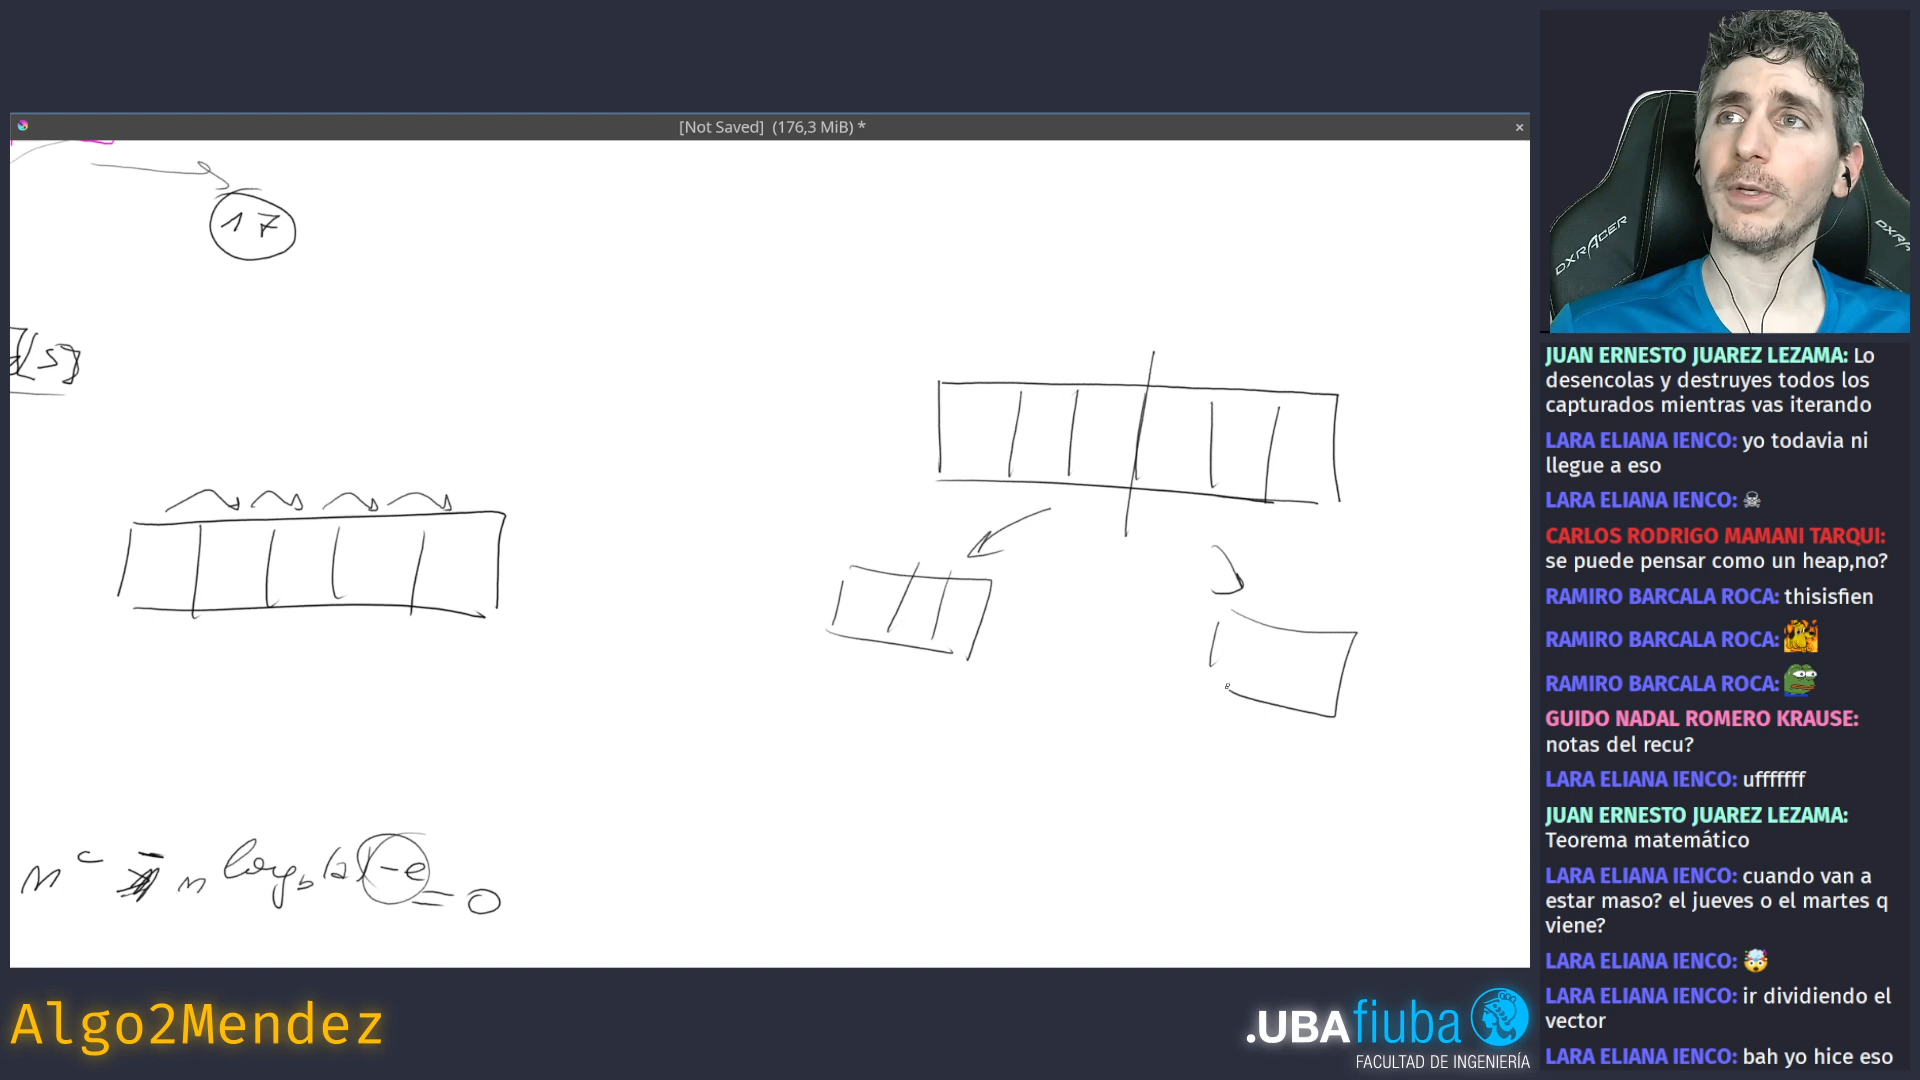 [Not Saved]  (176,3 MiB) *
×
17
[5]
n^c = n log_b(a)-e = 0
DXRACER
JUAN ERNESTO JUAREZ LEZAMA: Lo
desencolas y destruyes todos los
capturados mientras vas iterando
LARA ELIANA IENCO: yo todavia ni
llegue a eso
LARA ELIANA IENCO: ☠
CARLOS RODRIGO MAMANI TARQUI:
se puede pensar como un heap,no?
RAMIRO BARCALA ROCA: thisisfien
RAMIRO BARCALA ROCA:
RAMIRO BARCALA ROCA:
GUIDO NADAL ROMERO KRAUSE:
notas del recu?
LARA ELIANA IENCO: ufffffff
JUAN ERNESTO JUAREZ LEZAMA:
Teorema matemático
LARA ELIANA IENCO: cuando van a
estar maso? el jueves o el martes q
viene?
LARA ELIANA IENCO: 🤯
LARA ELIANA IENCO: ir dividiendo el
vector
LARA ELIANA IENCO: bah yo hice eso
Algo2Mendez
.UBAfiuba
FACULTAD DE INGENIERÍA